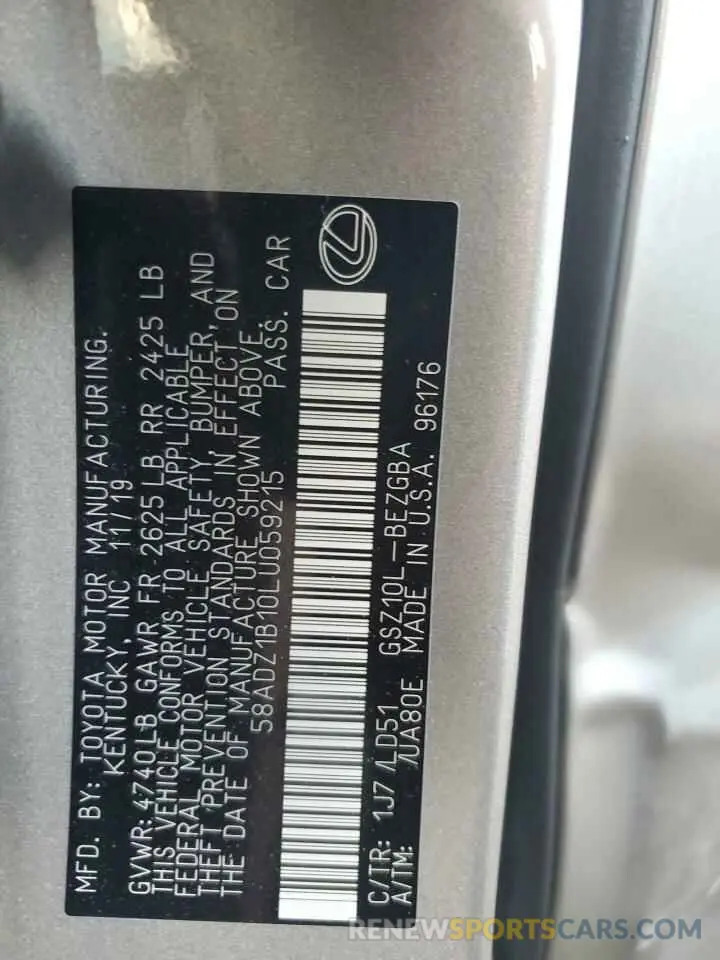 MFD. BY: TOYOTA MOTOR MANUFACTURING.
KENTUCKY, INC 11/19
GVWR: 4740LB GAWR FR 2625LB RR 2425 LB
THIS VEHICLE CONFORMS TO ALL APPLICABLE
FEDERAL MOTOR VEHICLE SAFETY, BUMPER, AND
THEFT PREVENTION STANDARDS IN EFFECT ON
THE DATE OF MANUFACTURE SHOWN ABOVE.
58ADZ1B10LU059215 PASS. CAR
C/TR: 1J7 /LD51 GSZ10L-BEZGBA
A/TM: /UA80E MADE IN U.S.A. 96176
RENEWSPORTSCARS.COM